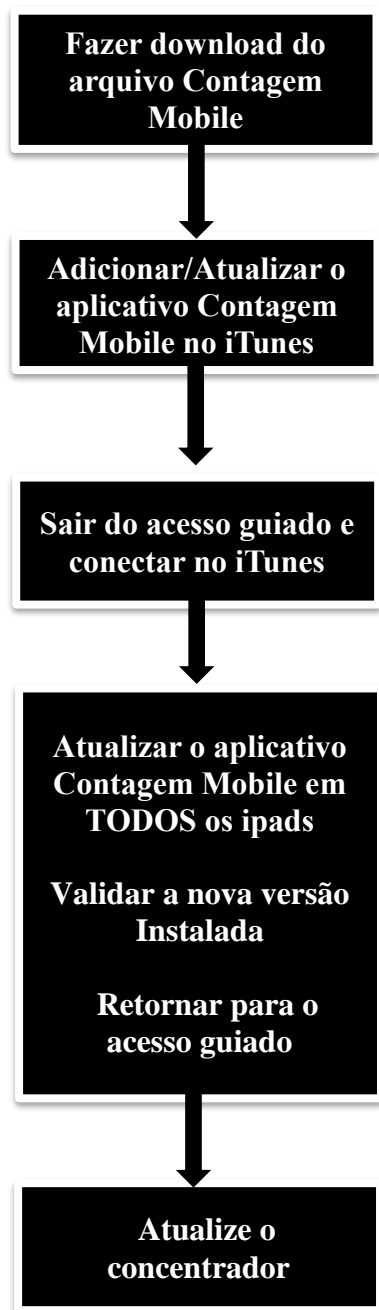 Fazer download do
arquivo Contagem
Mobile
Adicionar/Atualizar o
aplicativo Contagem
Mobile no iTunes
Sair do acesso guiado e
conectar no iTunes
Atualizar o aplicativo
Contagem Mobile em
TODOS os ipads
Validar a nova versão
Instalada
Retornar para o
acesso guiado
Atualize o
concentrador